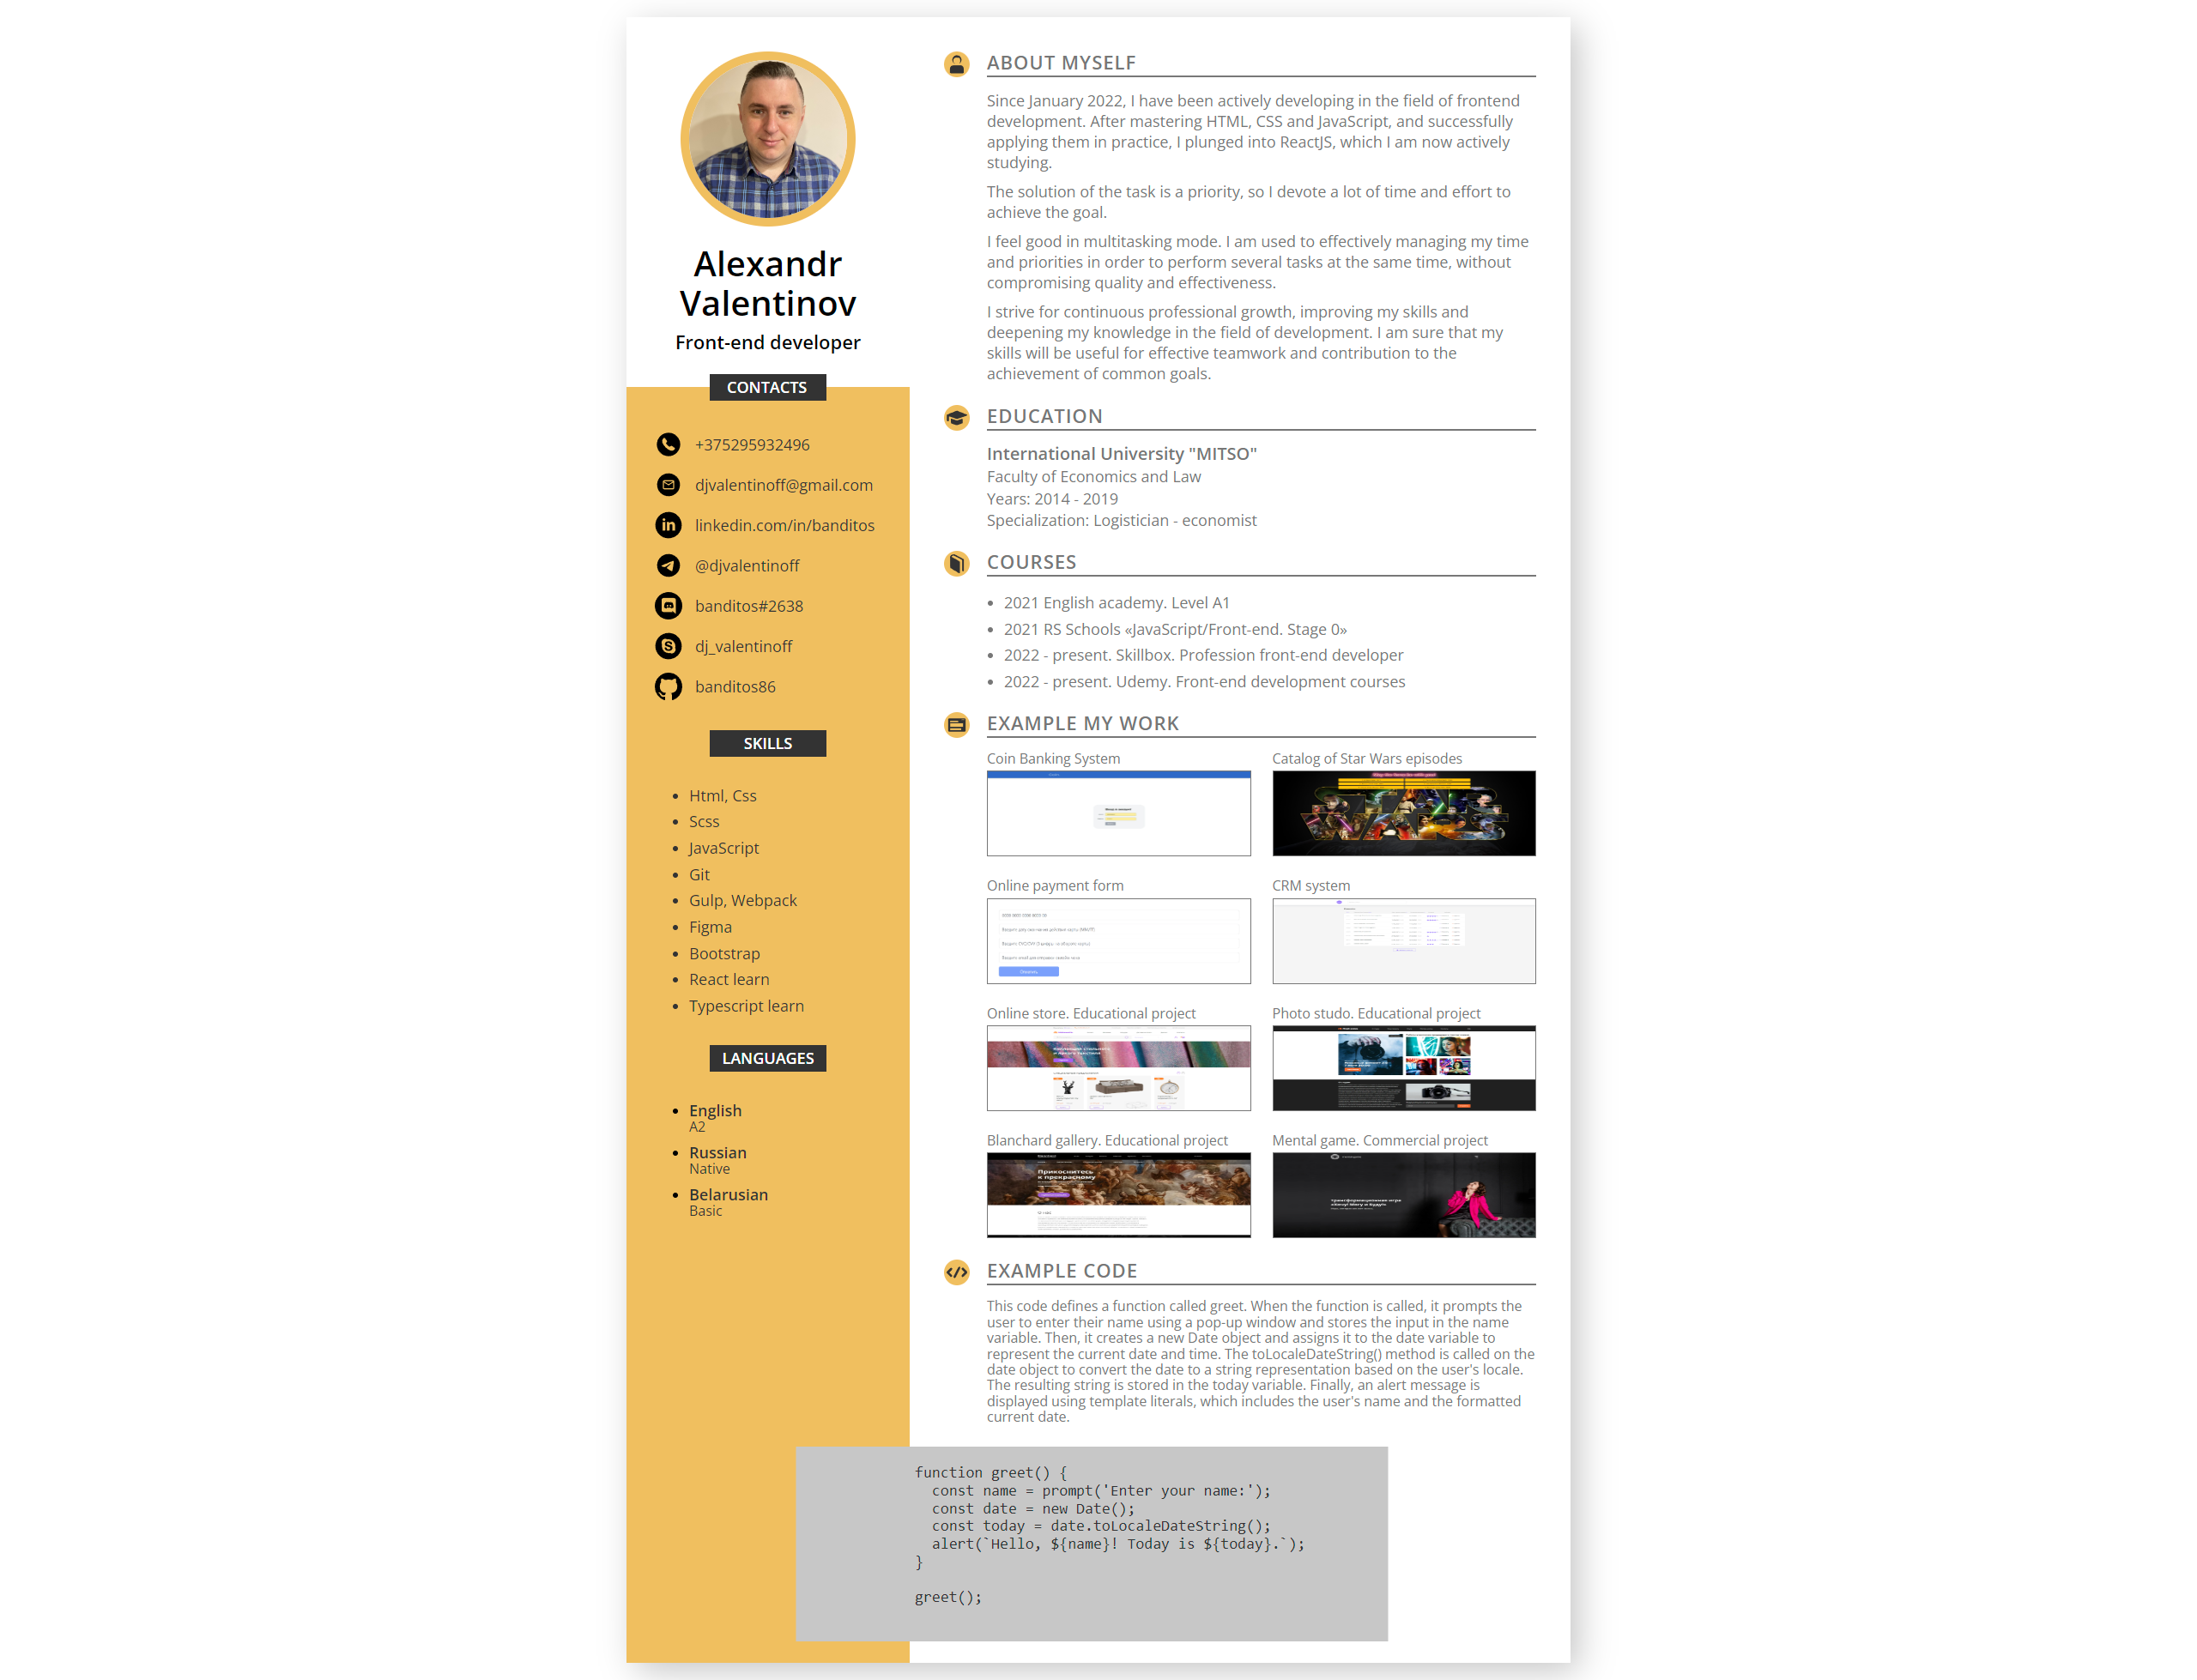 Alexandr
Valentinov
Front-end developer
CONTACTS
+375295932496
djvalentinoff@gmail.com
linkedin.com/in/banditos
@djvalentinoff
banditos#2638
dj_valentinoff
banditos86
SKILLS
Html, Css
Scss
JavaScript
Git
Gulp, Webpack
Figma
Bootstrap
React learn
Typescript learn
LANGUAGES
English
A2
Russian
Native
Belarusian
Basic
ABOUT MYSELF
Since January 2022, I have been actively developing in the field of frontend
development. After mastering HTML, CSS and JavaScript, and successfully
applying them in practice, I plunged into ReactJS, which I am now actively
studying.
The solution of the task is a priority, so I devote a lot of time and effort to
achieve the goal.
I feel good in multitasking mode. I am used to effectively managing my time
and priorities in order to perform several tasks at the same time, without
compromising quality and effectiveness.
I strive for continuous professional growth, improving my skills and
deepening my knowledge in the field of development. I am sure that my
skills will be useful for effective teamwork and contribution to the
achievement of common goals.
EDUCATION
International University "MITSO"
Faculty of Economics and Law
Years: 2014 - 2019
Specialization: Logistician - economist
COURSES
2021 English academy. Level A1
2021 RS Schools «JavaScript/Front-end. Stage 0»
2022 - present. Skillbox. Profession front-end developer
2022 - present. Udemy. Front-end development courses
EXAMPLE MY WORK
Coin Banking System
Catalog of Star Wars episodes
Online payment form
CRM system
Online store. Educational project
Photo studo. Educational project
Blanchard gallery. Educational project
Прикоснитесь
к прекрасному
Mental game. Commercial project
EXAMPLE CODE
This code defines a function called greet. When the function is called, it prompts the
user to enter their name using a pop-up window and stores the input in the name
variable. Then, it creates a new Date object and assigns it to the date variable to
represent the current date and time. The toLocaleDateString() method is called on the
date object to convert the date to a string representation based on the user's locale.
The resulting string is stored in the today variable. Finally, an alert message is
displayed using template literals, which includes the user's name and the formatted
current date.
function greet() {
  const name = prompt('Enter your name:');
  const date = new Date();
  const today = date.toLocaleDateString();
  alert(`Hello, ${name}! Today is ${today}.`);
}
greet();